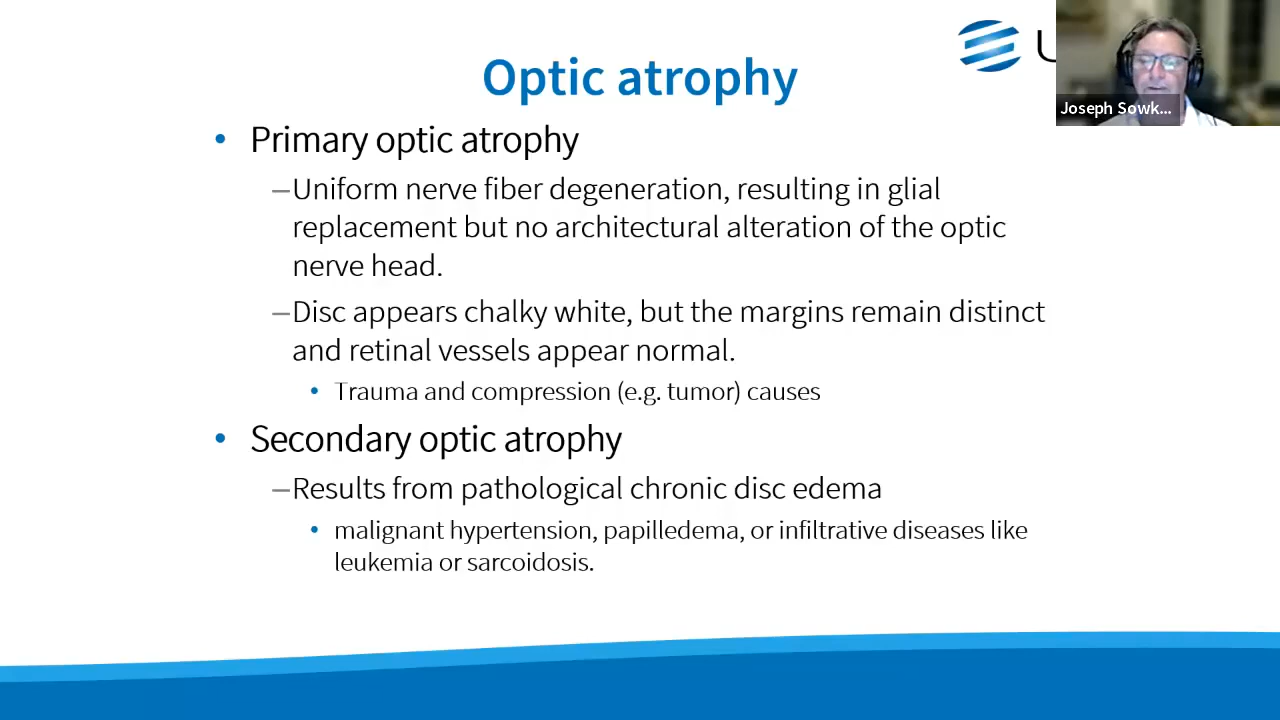 Optic atrophy
U
Joseph Sowk...
• Primary optic atrophy
–Uniform nerve fiber degeneration, resulting in glial
replacement but no architectural alteration of the optic
nerve head.
–Disc appears chalky white, but the margins remain distinct
and retinal vessels appear normal.
• Trauma and compression (e.g. tumor) causes
• Secondary optic atrophy
–Results from pathological chronic disc edema
• malignant hypertension, papilledema, or infiltrative diseases like
leukemia or sarcoidosis.